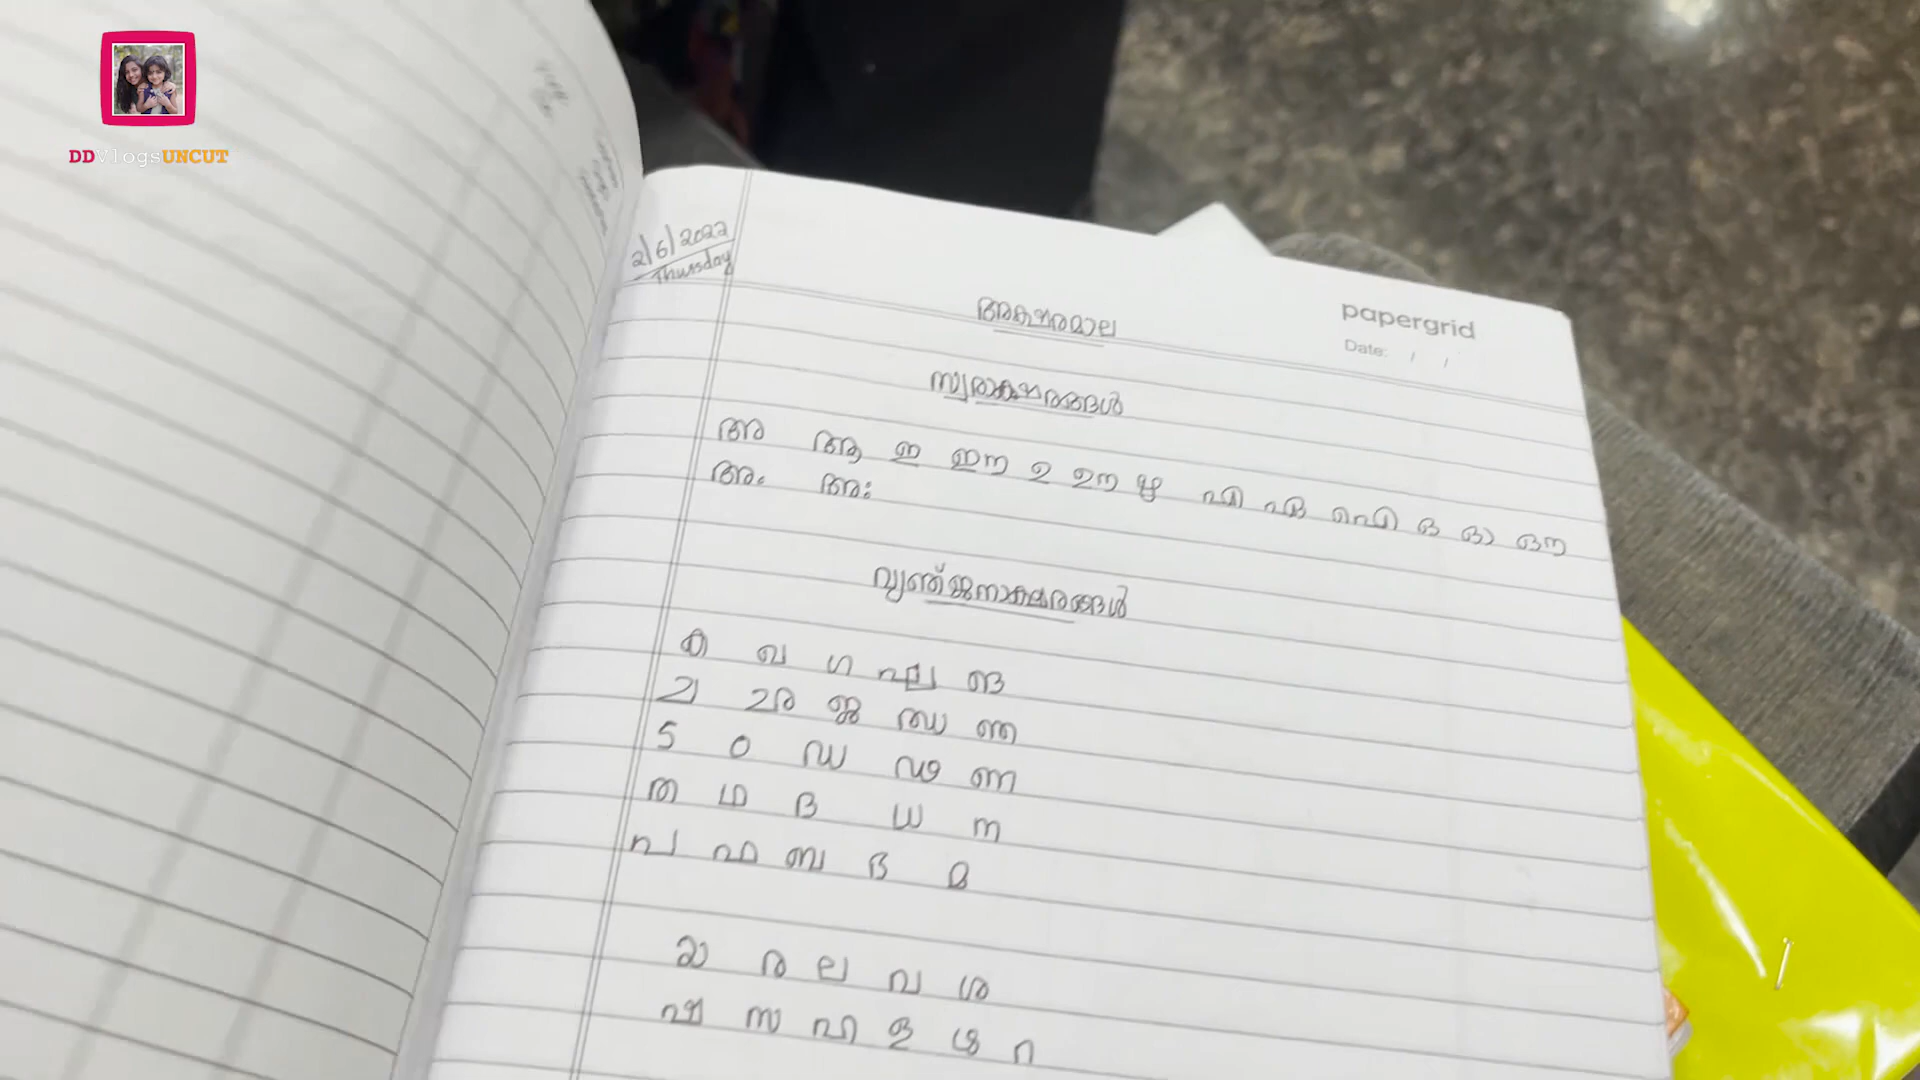 DDVlogsUNCUT
2/6/2022
Thursday
papergrid
Date: / /
അക്ഷരമാല
സ്വരാക്ഷരങ്ങൾ
അ ആ ഇ ഈ ഉ ഊ ഋ എ ഏ ഐ ഒ ഓ ഔ
അം അഃ
വ്യഞ്ജനാക്ഷരങ്ങൾ
ക ഖ ഗ ഘ ങ
ച ഛ ജ ഝ ഞ
ട ഠ ഡ ഢ ണ
ത ഥ ദ ധ ന
പ ഫ ബ ഭ മ
യ ര ല വ ശ
ഷ സ ഹ ള ഴ റ